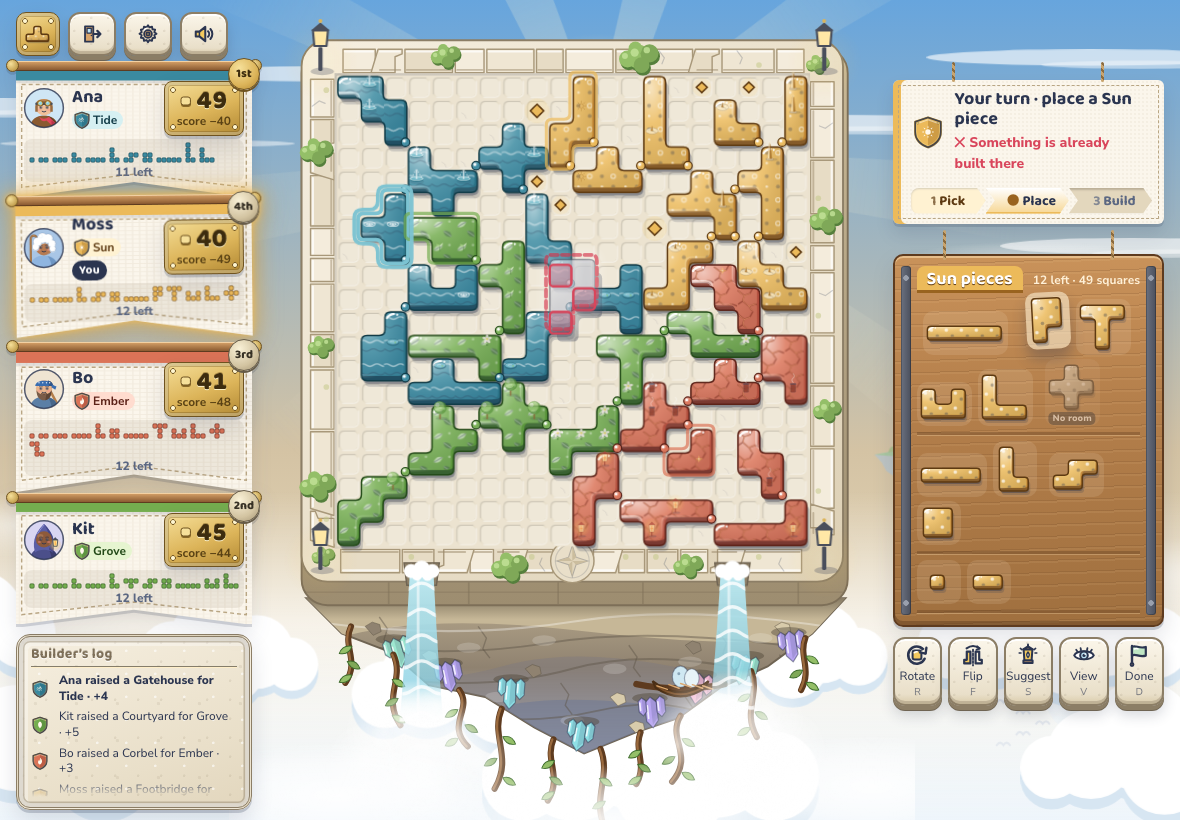 1st
Ana
49
Tide
score −40
11 left
4th
Moss
40
Sun
score −49
You
12 left
3rd
Bo
41
Ember
score −48
12 left
2nd
Kit
45
Grove
score −44
12 left
Builder's log
Ana raised a Gatehouse for
Tide · +4
Kit raised a Courtyard for Grove
· +5
Bo raised a Corbel for Ember ·
+3
Moss raised a Footbridge for
Your turn · place a Sun
piece
✕ Something is already
built there
1 Pick
Place
3 Build
Sun pieces
12 left · 49 squares
No room
Rotate
R
Flip
F
Suggest
S
View
V
Done
D